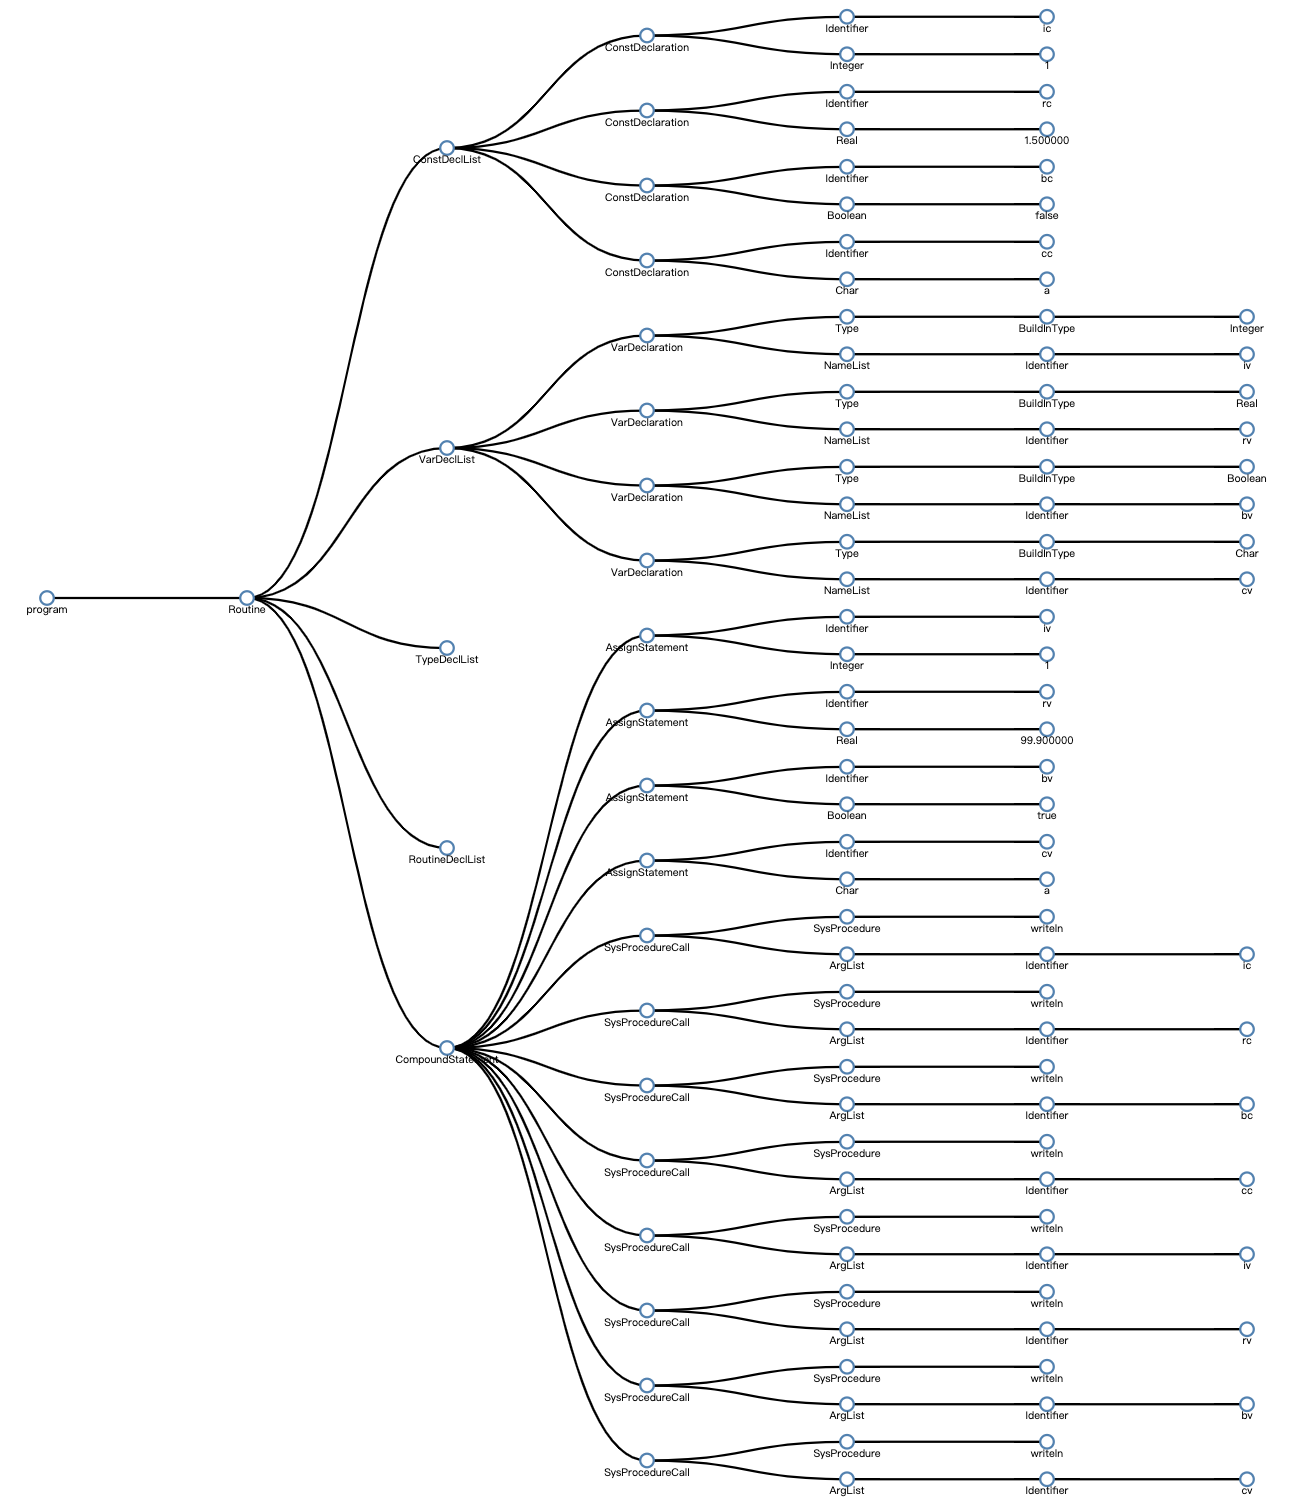 Identifier ic
ConstDeclaration
Integer 1
Identifier rc
ConstDeclaration
Real 1.500000
ConstDeclList
Identifier bc
ConstDeclaration
Boolean false
Identifier cc
ConstDeclaration
Char a
Type BuildInType Integer
VarDeclaration
NameList Identifier iv
Type BuildInType Real
VarDeclaration
NameList Identifier rv
VarDeclList
Type BuildInType Boolean
VarDeclaration
NameList Identifier bv
Type BuildInType Char
VarDeclaration
NameList Identifier cv
program Routine
Identifier iv
AssignStatement
TypeDeclList
Integer 1
Identifier rv
AssignStatement
Real 99.900000
Identifier bv
AssignStatement
Boolean true
Identifier cv
RoutineDeclList
AssignStatement
Char a
SysProcedure writeln
SysProcedureCall
ArgList Identifier ic
SysProcedure writeln
SysProcedureCall
ArgList Identifier rc
CompoundStatement
SysProcedure writeln
SysProcedureCall
ArgList Identifier bc
SysProcedure writeln
SysProcedureCall
ArgList Identifier cc
SysProcedure writeln
SysProcedureCall
ArgList Identifier iv
SysProcedure writeln
SysProcedureCall
ArgList Identifier rv
SysProcedure writeln
SysProcedureCall
ArgList Identifier bv
SysProcedure writeln
SysProcedureCall
ArgList Identifier cv